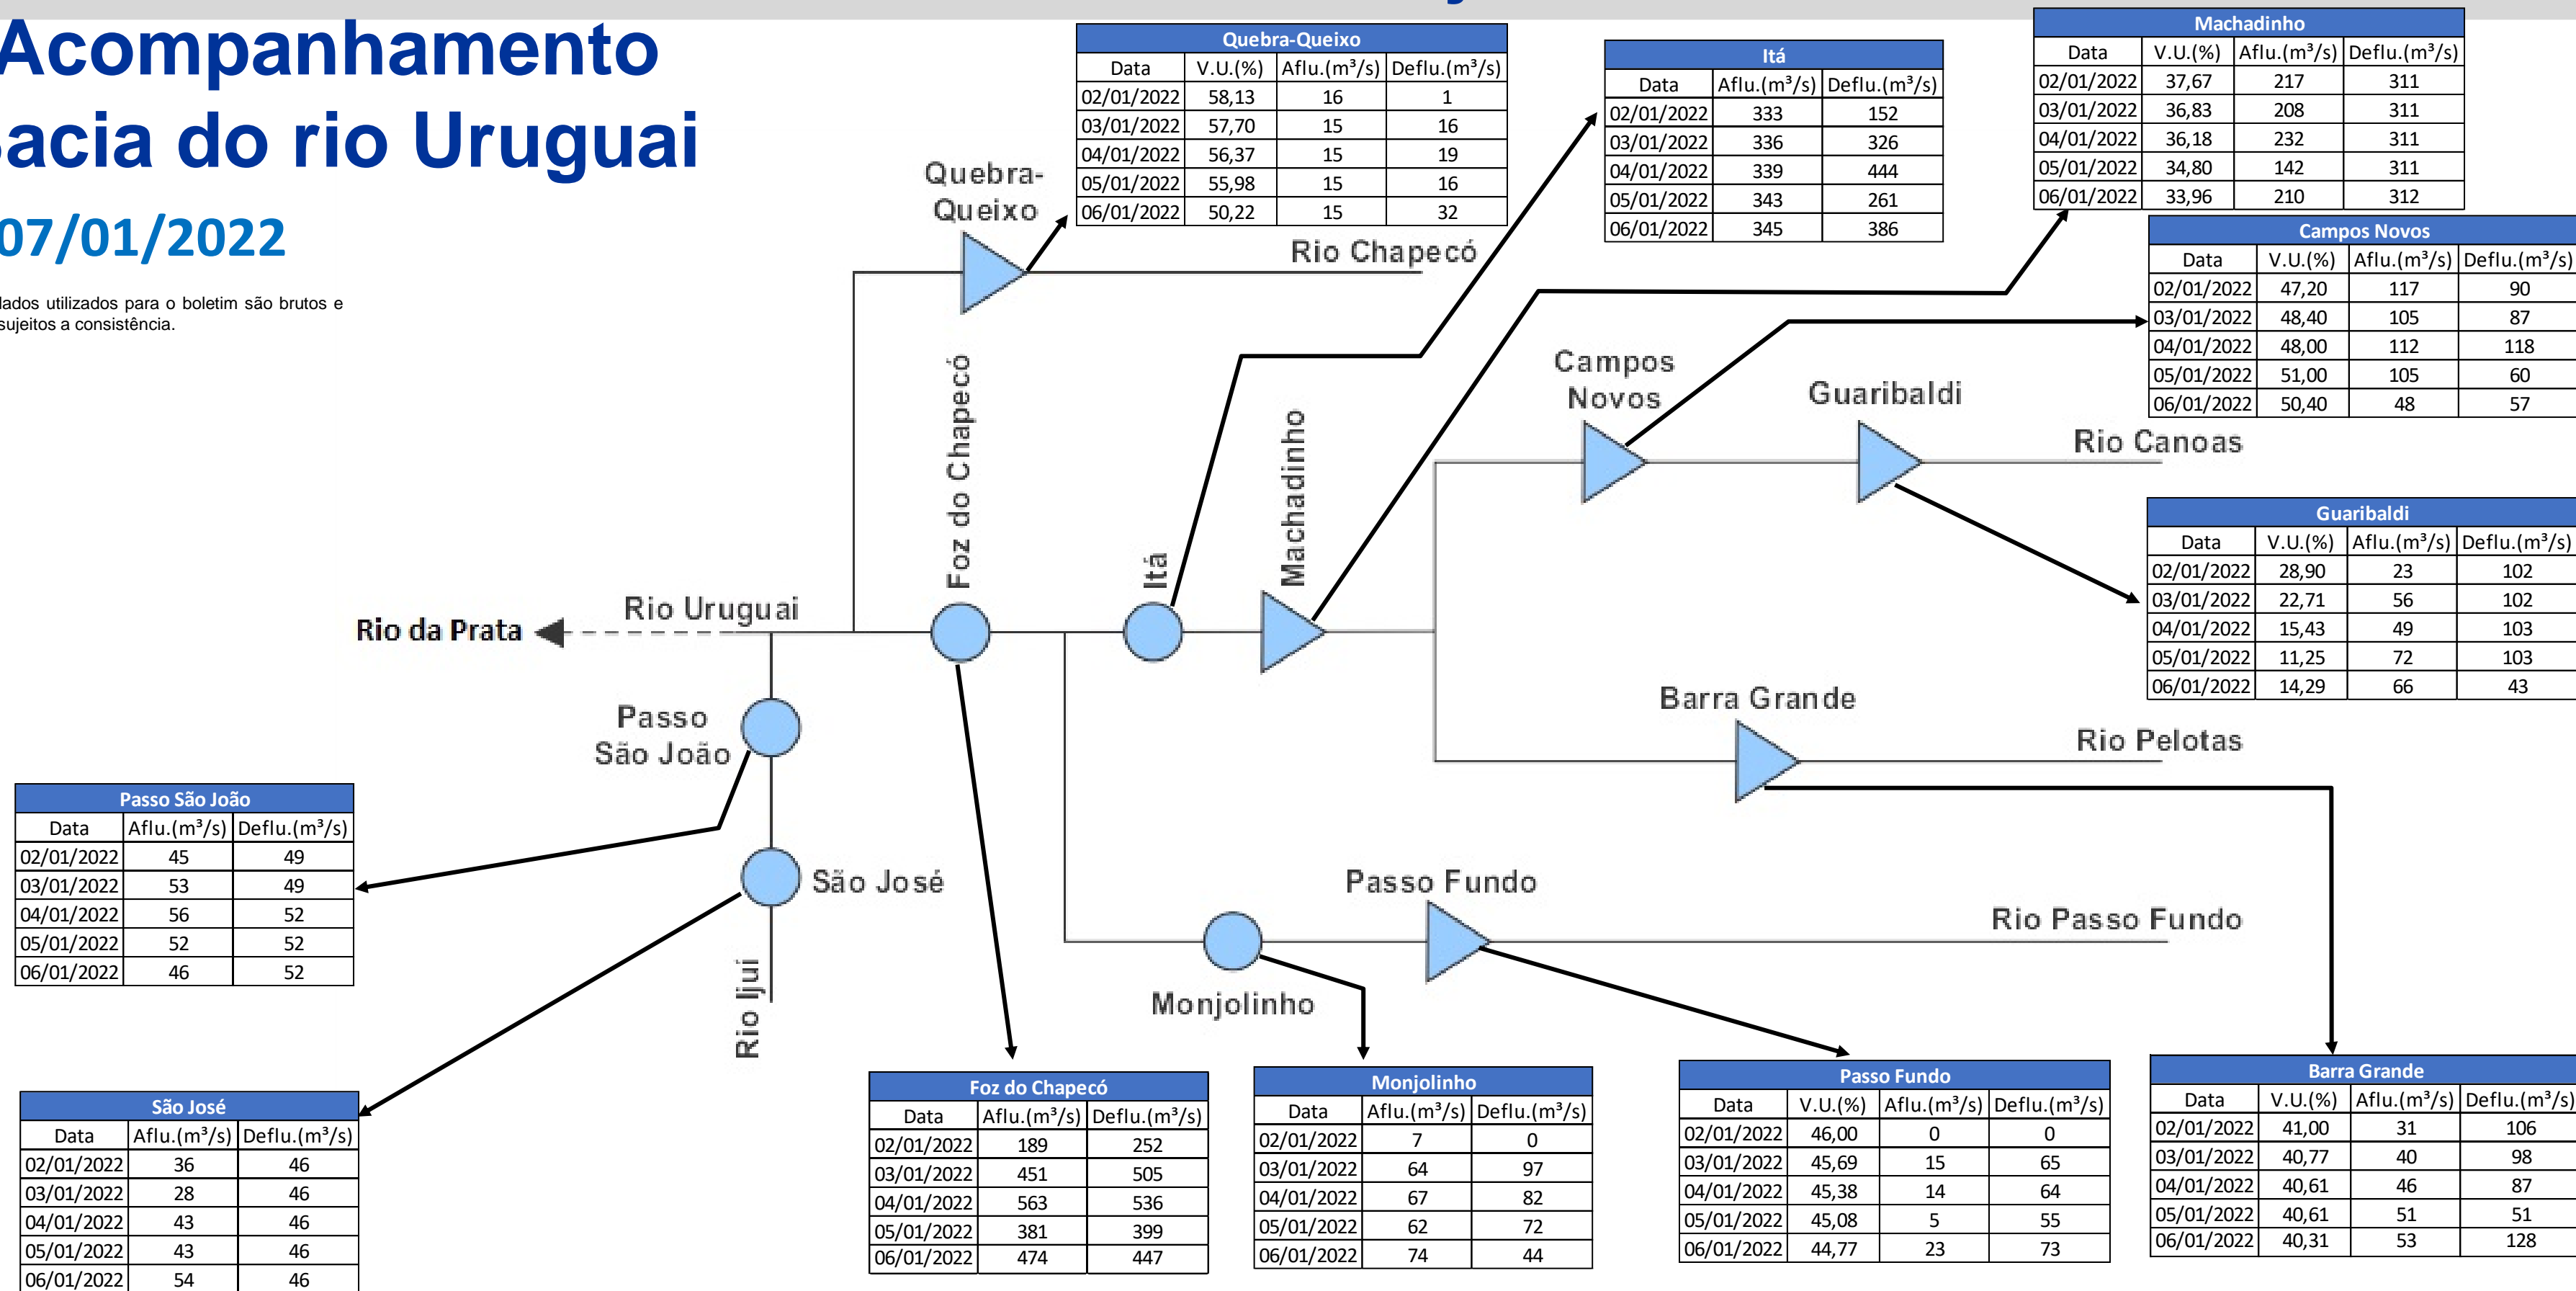 Acompanhamento
acia do rio Uruguai
07/01/2022
dados utilizados para o boletim são brutos e
sujeitos a consistência.
Quebra-Queixo
Data V.U.(%) Aflu.(m³/s) Deflu.(m³/s)
02/01/2022 58,13 16 1
03/01/2022 57,70 15 16
04/01/2022 56,37 15 19
05/01/2022 55,98 15 16
06/01/2022 50,22 15 32
Itá
Data Aflu.(m³/s) Deflu.(m³/s)
02/01/2022 333 152
03/01/2022 336 326
04/01/2022 339 444
05/01/2022 343 261
06/01/2022 345 386
Machadinho
Data V.U.(%) Aflu.(m³/s) Deflu.(m³/s)
02/01/2022 37,67 217 311
03/01/2022 36,83 208 311
04/01/2022 36,18 232 311
05/01/2022 34,80 142 311
06/01/2022 33,96 210 312
Campos Novos
Data V.U.(%) Aflu.(m³/s) Deflu.(m³/s)
02/01/2022 47,20 117 90
03/01/2022 48,40 105 87
04/01/2022 48,00 112 118
05/01/2022 51,00 105 60
06/01/2022 50,40 48 57
Quebra-
Queixo
Rio Chapecó
Foz do Chapecó
Itá
Machadinho
Campos
Novos
Guaribaldi
Rio Canoas
Guaribaldi
Data V.U.(%) Aflu.(m³/s) Deflu.(m³/s)
02/01/2022 28,90 23 102
03/01/2022 22,71 56 102
04/01/2022 15,43 49 103
05/01/2022 11,25 72 103
06/01/2022 14,29 66 43
Rio da Prata
Rio Uruguai
Barra Grande
Rio Pelotas
Passo
São João
São José
Rio Ijuí
Passo Fundo
Rio Passo Fundo
Monjolinho
Passo São João
Data Aflu.(m³/s) Deflu.(m³/s)
02/01/2022 45 49
03/01/2022 53 49
04/01/2022 56 52
05/01/2022 52 52
06/01/2022 46 52
São José
Data Aflu.(m³/s) Deflu.(m³/s)
02/01/2022 36 46
03/01/2022 28 46
04/01/2022 43 46
05/01/2022 43 46
06/01/2022 54 46
Foz do Chapecó
Data Aflu.(m³/s) Deflu.(m³/s)
02/01/2022 189 252
03/01/2022 451 505
04/01/2022 563 536
05/01/2022 381 399
06/01/2022 474 447
Monjolinho
Data Aflu.(m³/s) Deflu.(m³/s)
02/01/2022 7 0
03/01/2022 64 97
04/01/2022 67 82
05/01/2022 62 72
06/01/2022 74 44
Passo Fundo
Data V.U.(%) Aflu.(m³/s) Deflu.(m³/s)
02/01/2022 46,00 0 0
03/01/2022 45,69 15 65
04/01/2022 45,38 14 64
05/01/2022 45,08 5 55
06/01/2022 44,77 23 73
Barra Grande
Data V.U.(%) Aflu.(m³/s) Deflu.(m³/s)
02/01/2022 41,00 31 106
03/01/2022 40,77 40 98
04/01/2022 40,61 46 87
05/01/2022 40,61 51 51
06/01/2022 40,31 53 128